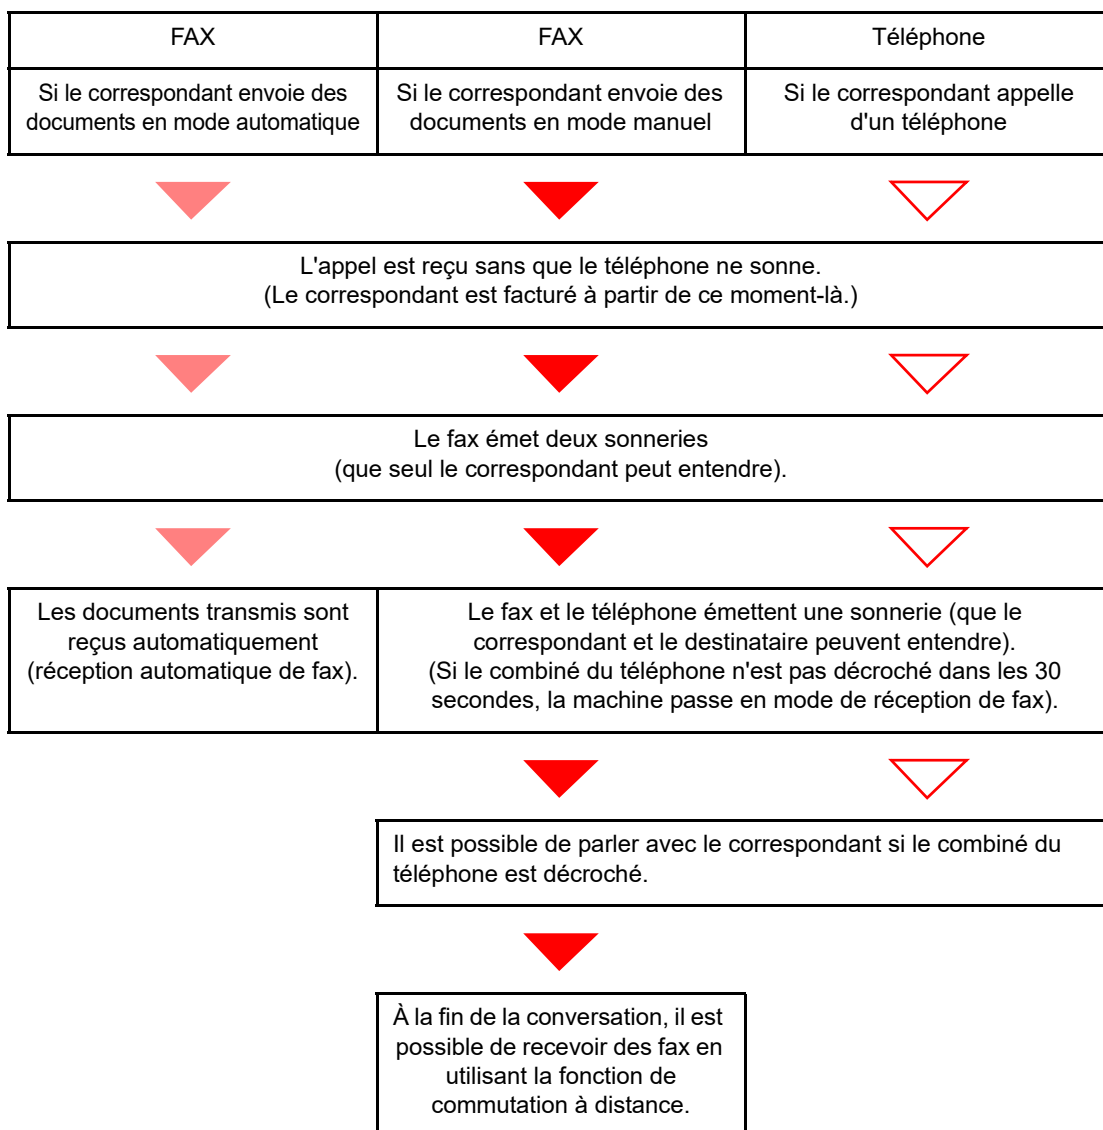 FAX
FAX
Téléphone
Si le correspondant envoie des
documents en mode automatique
Si le correspondant envoie des
documents en mode manuel
Si le correspondant appelle
d'un téléphone
L'appel est reçu sans que le téléphone ne sonne.
(Le correspondant est facturé à partir de ce moment-là.)
Le fax émet deux sonneries
(que seul le correspondant peut entendre).
Les documents transmis sont
reçus automatiquement
(réception automatique de fax).
Le fax et le téléphone émettent une sonnerie (que le
correspondant et le destinataire peuvent entendre).
(Si le combiné du téléphone n'est pas décroché dans les 30
secondes, la machine passe en mode de réception de fax).
Il est possible de parler avec le correspondant si le combiné du
téléphone est décroché.
À la fin de la conversation, il est
possible de recevoir des fax en
utilisant la fonction de
commutation à distance.